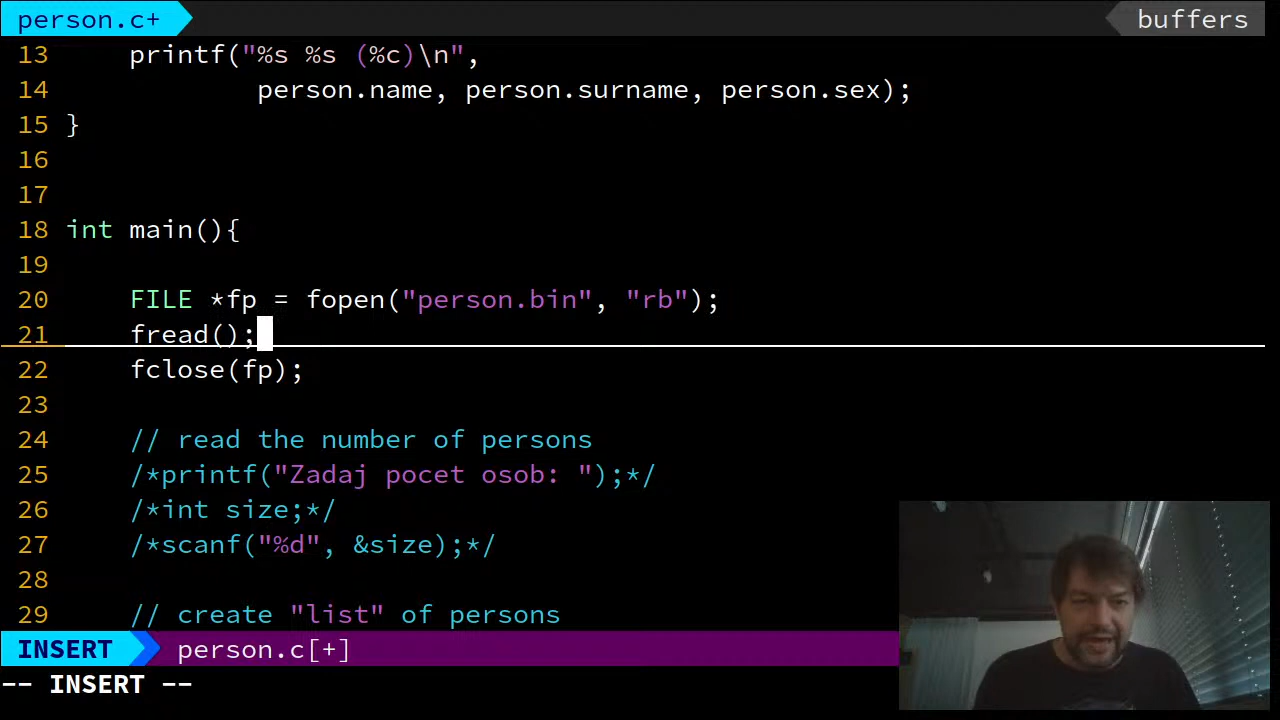 person.c+ buffers
13 printf("%s %s (%c)\n",
14 person.name, person.surname, person.sex);
15 }
16
17
18 int main(){
19
20 FILE *fp = fopen("person.bin", "rb");
21 fread();
22 fclose(fp);
23
24 // read the number of persons
25 /*printf("Zadaj pocet osob: ");*/
26 /*int size;*/
27 /*scanf("%d", &size);*/
28
29 // create "list" of persons
INSERT person.c[+]
-- INSERT --